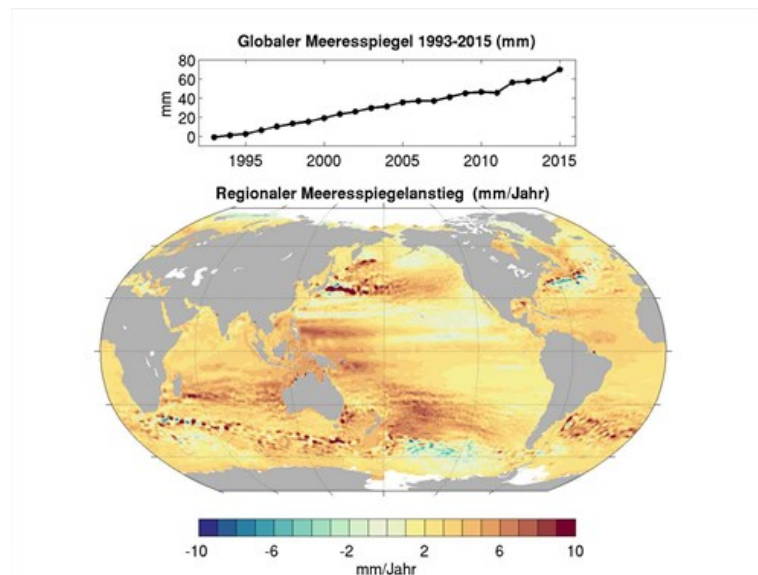 Globaler Meeresspiegel 1993-2015 (mm)
80
60
40
20
0
mm
1995 2000 2005 2010 2015
Regionaler Meeresspiegelanstieg (mm/Jahr)
-10 -6 -2 2 6 10
mm/Jahr